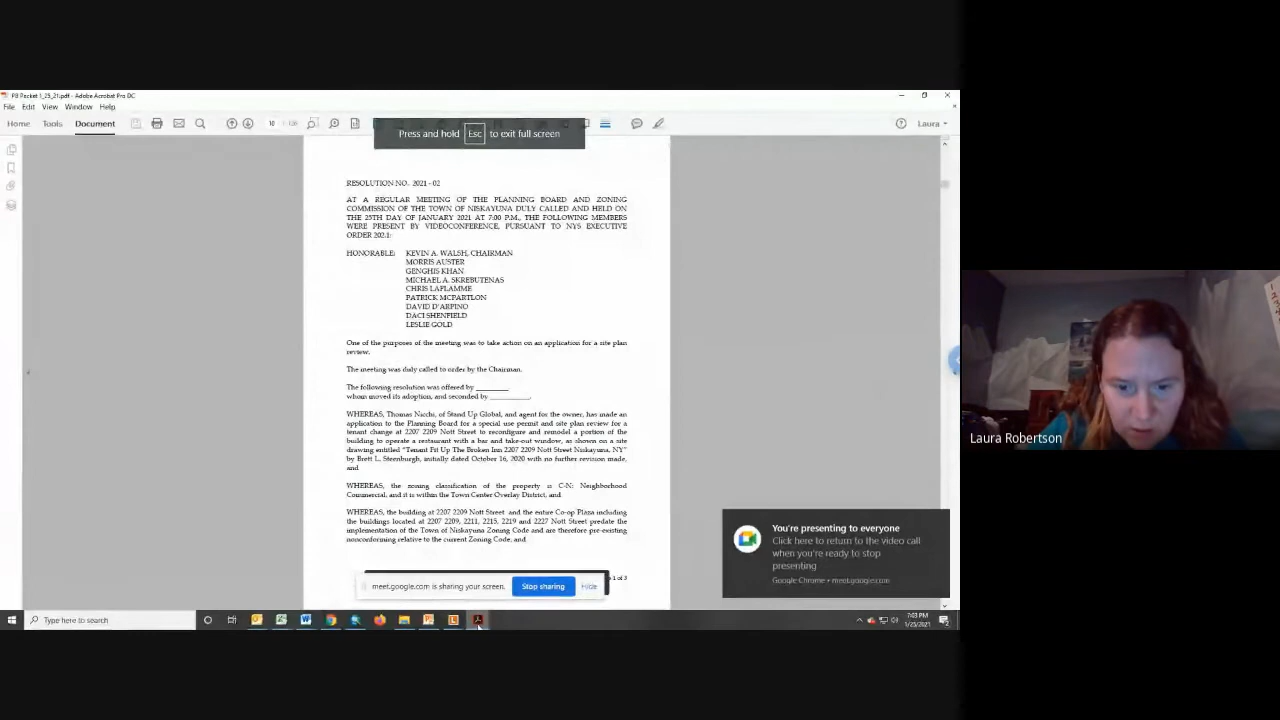 PB Packet 1_25_21.pdf - Adobe Acrobat Pro DC
File Edit View Window Help
Home Tools Document
10
Laura
Press and hold Esc to exit full screen
RESOLUTION NO. 2021 - 02
AT A REGULAR MEETING OF THE PLANNING BOARD AND ZONING
COMMISSION OF THE TOWN OF NISKAYUNA DULY CALLED AND HELD ON
THE 25TH DAY OF JANUARY 2021 AT 7:00 P.M., THE FOLLOWING MEMBERS
WERE PRESENT BY VIDEOCONFERENCE, PURSUANT TO NYS EXECUTIVE
ORDER 202.1:
HONORABLE: KEVIN A. WALSH, CHAIRMAN
MORRIS AUSTER
GENGHIS KHAN
MICHAEL A. SKREBUTENAS
CHRIS LAFLAMME
PATRICK MCPARTLON
DAVID D'ARPINO
DACI SHENFIELD
LESLIE GOLD
One of the purposes of the meeting was to take action on an application for a site plan
review.
The meeting was duly called to order by the Chairman.
The following resolution was offered by ________,
whom moved its adoption, and seconded by __________.
WHEREAS, Thomas Nicchi, of Stand Up Global, and agent for the owner, has made an
application to the Planning Board for a special use permit and site plan review for a
tenant change at 2207 2209 Nott Street to reconfigure and remodel a portion of the
building to operate a restaurant with a bar and take-out window, as shown on a site
drawing entitled "Tenant Fit Up The Broken Inn 2207 2209 Nott Street Niskayuna, NY"
by Brett L. Steenburgh, initially dated October 16, 2020 with no further revision made,
and
WHEREAS, the zoning classification of the property is C-N: Neighborhood
Commercial, and it is within the Town Center Overlay District, and
WHEREAS, the building at 2207 2209 Nott Street and the entire Co-op Plaza including
the buildings located at 2207 2209, 2211, 2215, 2219 and 2227 Nott Street predate the
implementation of the Town of Niskayuna Zoning Code and are therefore pre-existing
nonconforming relative to the current Zoning Code, and
1 of 3
meet.google.com is sharing your screen. Stop sharing Hide
You're presenting to everyone
Click here to return to the video call
when you're ready to stop
presenting
Google Chrome • meet.google.com
Laura Robertson
Type here to search
7:03 PM
1/25/2021